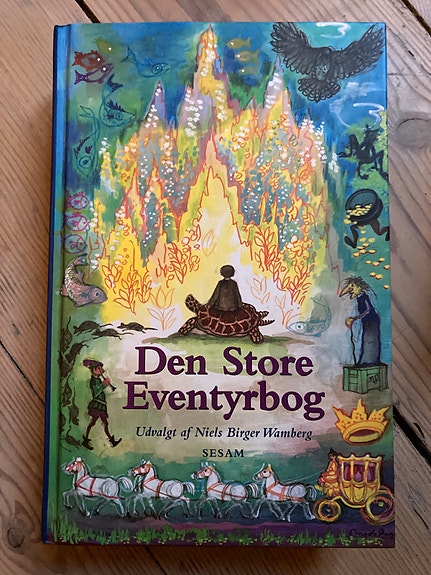 Den Store
Eventyrbog
Udvalgt af Niels Birger Wamberg
SESAM